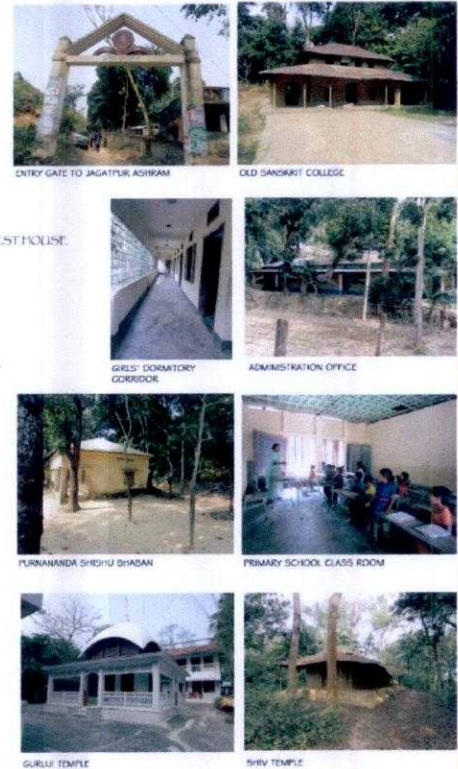 ENTRY GATE TO JAGATPUR ASHRAM
OLD SANSKRIT COLLEGE
EST HOUSE
GIRLS' DORMITORY
CORRIDOR
ADMINISTRATION OFFICE
PURNANANDA SHISHU BHABAN
PRIMARY SCHOOL CLASS ROOM
GURUJI TEMPLE
SHIV TEMPLE